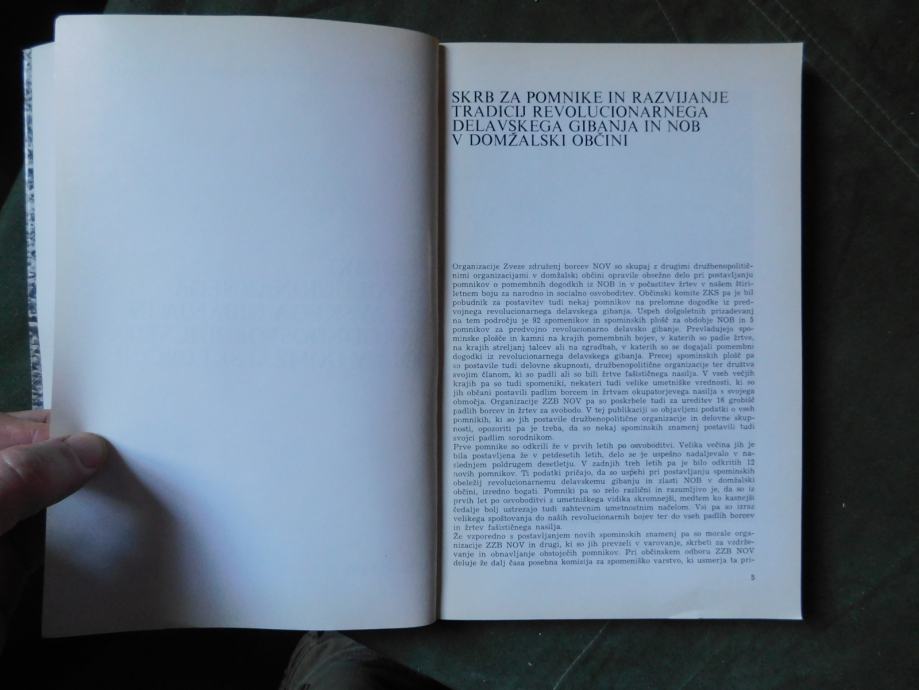 SKRB ZA POMNIKE IN RAZVIJANJE
TRADICIJ REVOLUCIONARNEGA
DELAVSKEGA GIBANJA IN NOB
V DOMŽALSKI OBČINI
Organizacije Zveze združenj borcev NOV so skupaj z drugimi družbenopolitič-
nimi organizacijami v domžalski občini opravile obsežno delo pri postavljanju
pomnikov o pomembnih dogodkih iz NOB in v počastitev žrtev v našem štiri-
letnem boju za narodno in socialno osvoboditev. Občinski komite ZKS pa je bil
pobudnik za postavitev tudi nekaj pomnikov na prelomne dogodke iz pred-
vojnega revolucionarnega delavskega gibanja. Uspeh dolgoletnih prizadevanj
na tem področju je 92 spomenikov in spominskih plošč za obdobje NOB in 5
pomnikov za predvojno revolucionarno delavsko gibanje. Prevladujejo spo-
minske plošče in kamni na krajih pomembnih bojev, v katerih so padle žrtve,
na krajih streljanj talcev ali na zgradbah, v katerih so se dogajali pomembni
dogodki iz revolucionarnega delavskega gibanja. Precej spominskih plošč pa
so postavile tudi delovne skupnosti, družbenopolitične organizacije ter društva
svojim članom, ki so padli ali so bili žrtve fašističnega nasilja. V vseh večjih
krajih pa so tudi spomeniki, nekateri tudi velike umetniške vrednosti, ki so
jih občani postavili padlim borcem in žrtvam okupatorjevega nasilja s svojega
območja. Organizacije ZZB NOV pa so poskrbele tudi za ureditev 16 grobišč
padlih borcev in žrtev za svobodo. V tej publikaciji so objavljeni podatki o vseh
pomnikih, ki so jih postavile družbenopolitične organizacije in delovne skup-
nosti, opozoriti pa je treba, da so nekaj spominskih znamenj postavili tudi
svojci padlim sorodnikom.
Prve pomnike so odkrili že v prvih letih po osvoboditvi. Velika večina jih je
bila postavljena že v petdesetih letih, delo se je uspešno nadaljevalo v na-
slednjem poldrugem desetletju. V zadnjih treh letih pa je bilo odkritih 12
novih pomnikov. Ti podatki pričajo, da so uspehi pri postavljanju spominskih
obeležij revolucionarnemu delavskemu gibanju in zlasti NOB v domžalski
občini, izredno bogati. Pomniki pa so zelo različni in razumljivo je, da so iz
prvih let po osvoboditvi z umetniškega vidika skromnejši, medtem ko kasnejši
čedalje bolj ustrezajo tudi zahtevnim umetnostnim načelom. Vsi pa so izraz
velikega spoštovanja do naših revolucionarnih bojev ter do vseh padlih borcev
in žrtev fašističnega nasilja.
Že vzporedno s postavljanjem novih spominskih znamenj pa so morale orga-
nizacije ZZB NOV in drugi, ki so jih prevzeli v varovanje, skrbeti za vzdrže-
vanje in obnavljanje obstoječih pomnikov. Pri občinskem odboru ZZB NOV
deluje že dalj časa posebna komisija za spomeniško varstvo, ki usmerja ta pri-
5